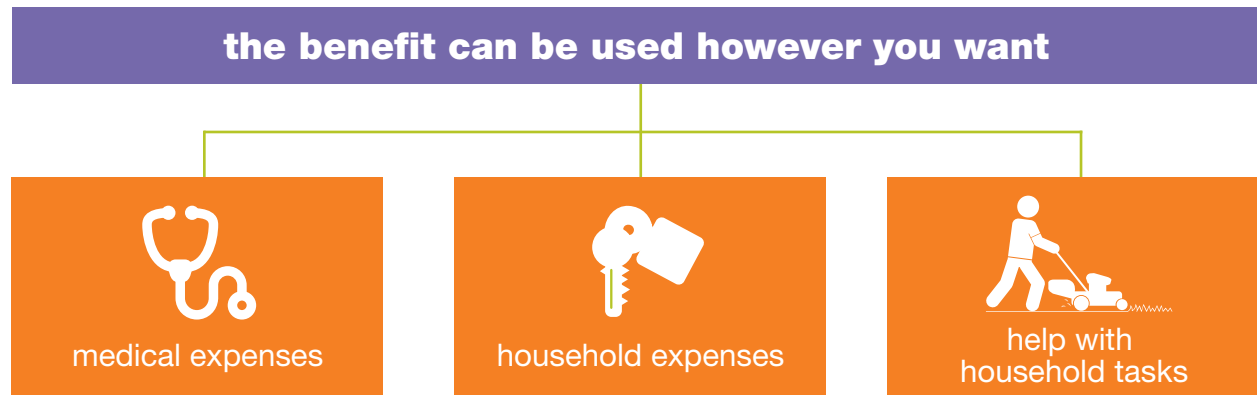 the benefit can be used however you want
medical expenses
household expenses
help with
household tasks